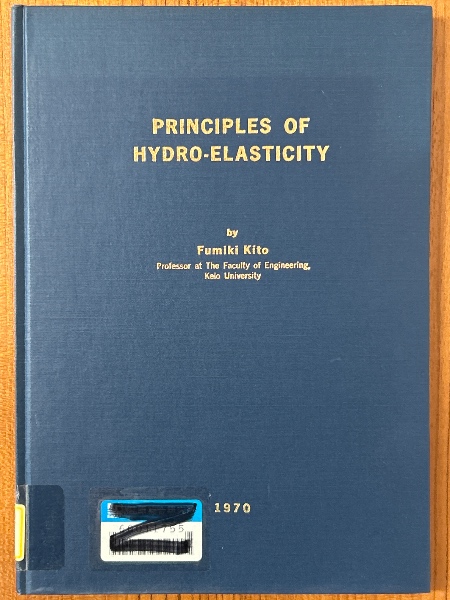 PRINCIPLES OF
HYDRO-ELASTICITY
by
Fumiki Kito
Professor at The Faculty of Engineering,
Keio University
1970